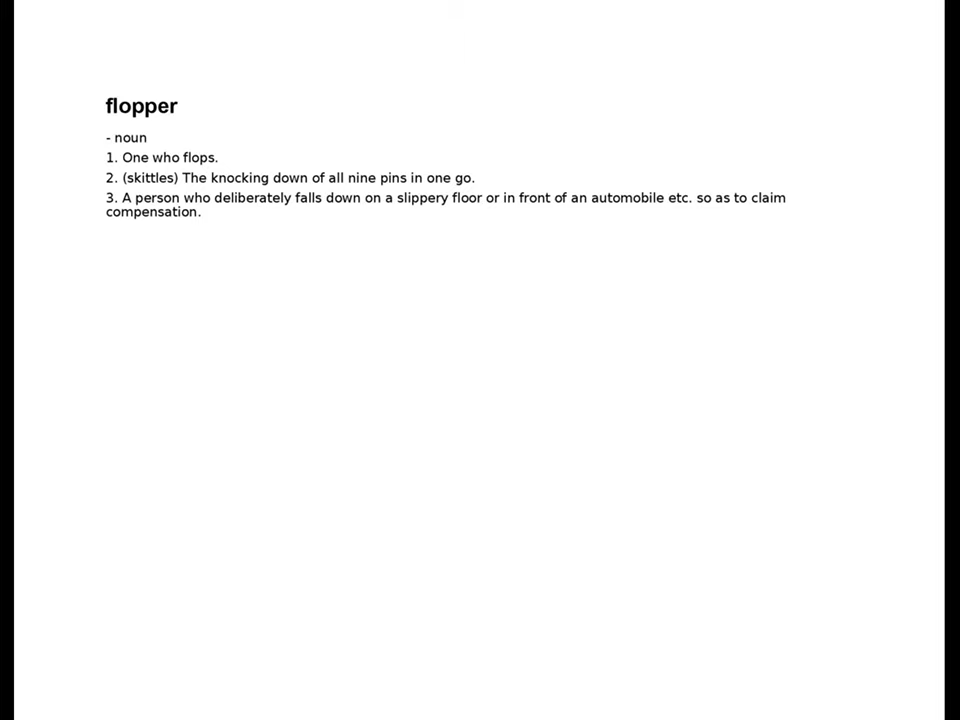 flopper
- noun
1. One who flops.
2. (skittles) The knocking down of all nine pins in one go.
3. A person who deliberately falls down on a slippery floor or in front of an automobile etc. so as to claim
compensation.